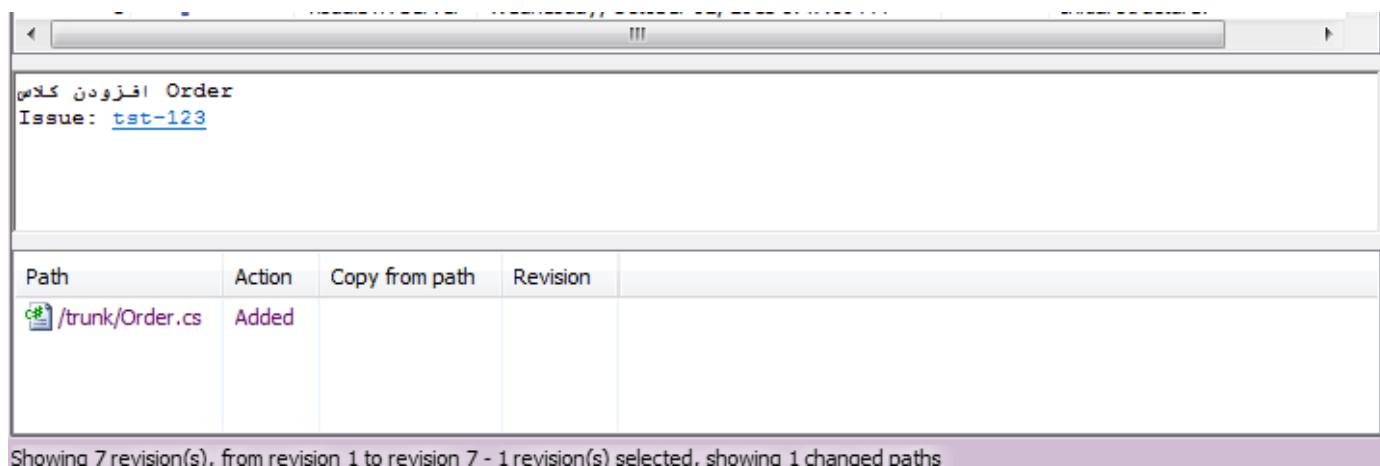 افزودن کلاس Order
Issue: tst-123
Path Action Copy from path Revision
/trunk/Order.cs Added
Showing 7 revision(s), from revision 1 to revision 7 - 1 revision(s) selected, showing 1 changed paths